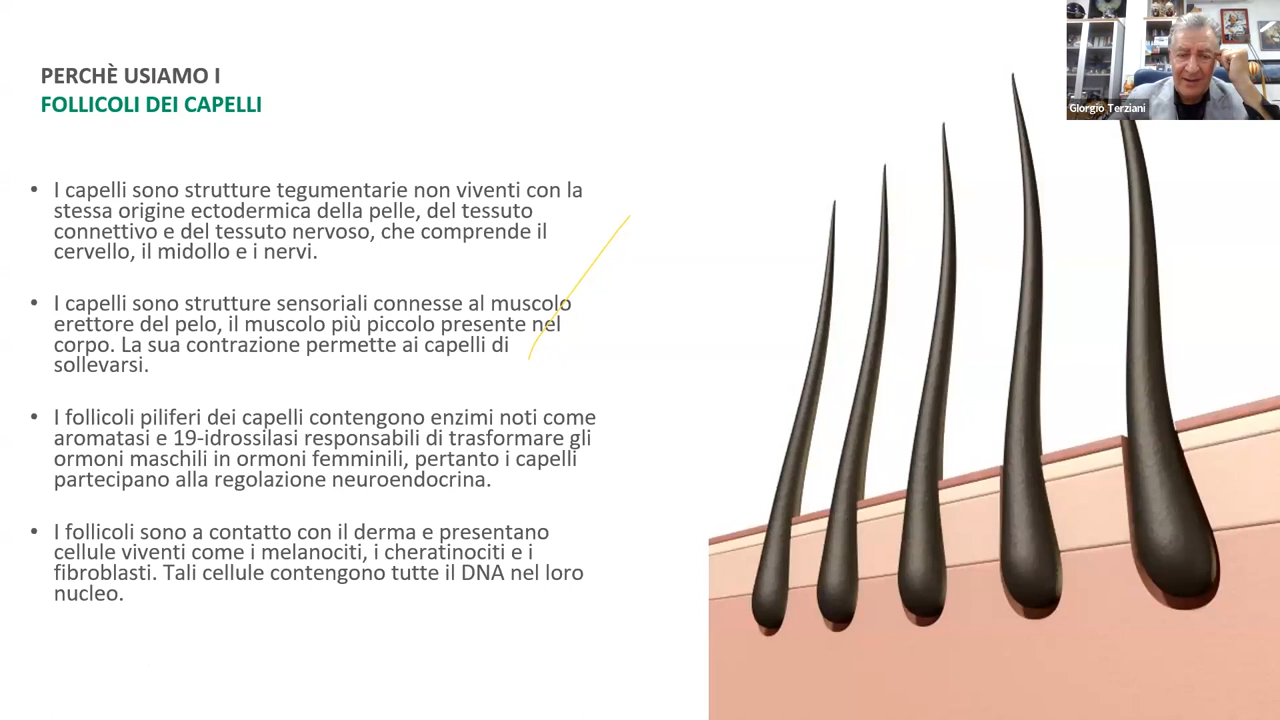 PERCHÈ USIAMO I
FOLLICOLI DEI CAPELLI
Giorgio Terziani
• I capelli sono strutture tegumentarie non viventi con la
stessa origine ectodermica della pelle, del tessuto
connettivo e del tessuto nervoso, che comprende il
cervello, il midollo e i nervi.
• I capelli sono strutture sensoriali connesse al muscolo
erettore del pelo, il muscolo più piccolo presente nel
corpo. La sua contrazione permette ai capelli di
sollevarsi.
• I follicoli piliferi dei capelli contengono enzimi noti come
aromatasi e 19-idrossilasi responsabili di trasformare gli
ormoni maschili in ormoni femminili, pertanto i capelli
partecipano alla regolazione neuroendocrina.
• I follicoli sono a contatto con il derma e presentano
cellule viventi come i melanociti, i cheratinociti e i
fibroblasti. Tali cellule contengono tutte il DNA nel loro
nucleo.